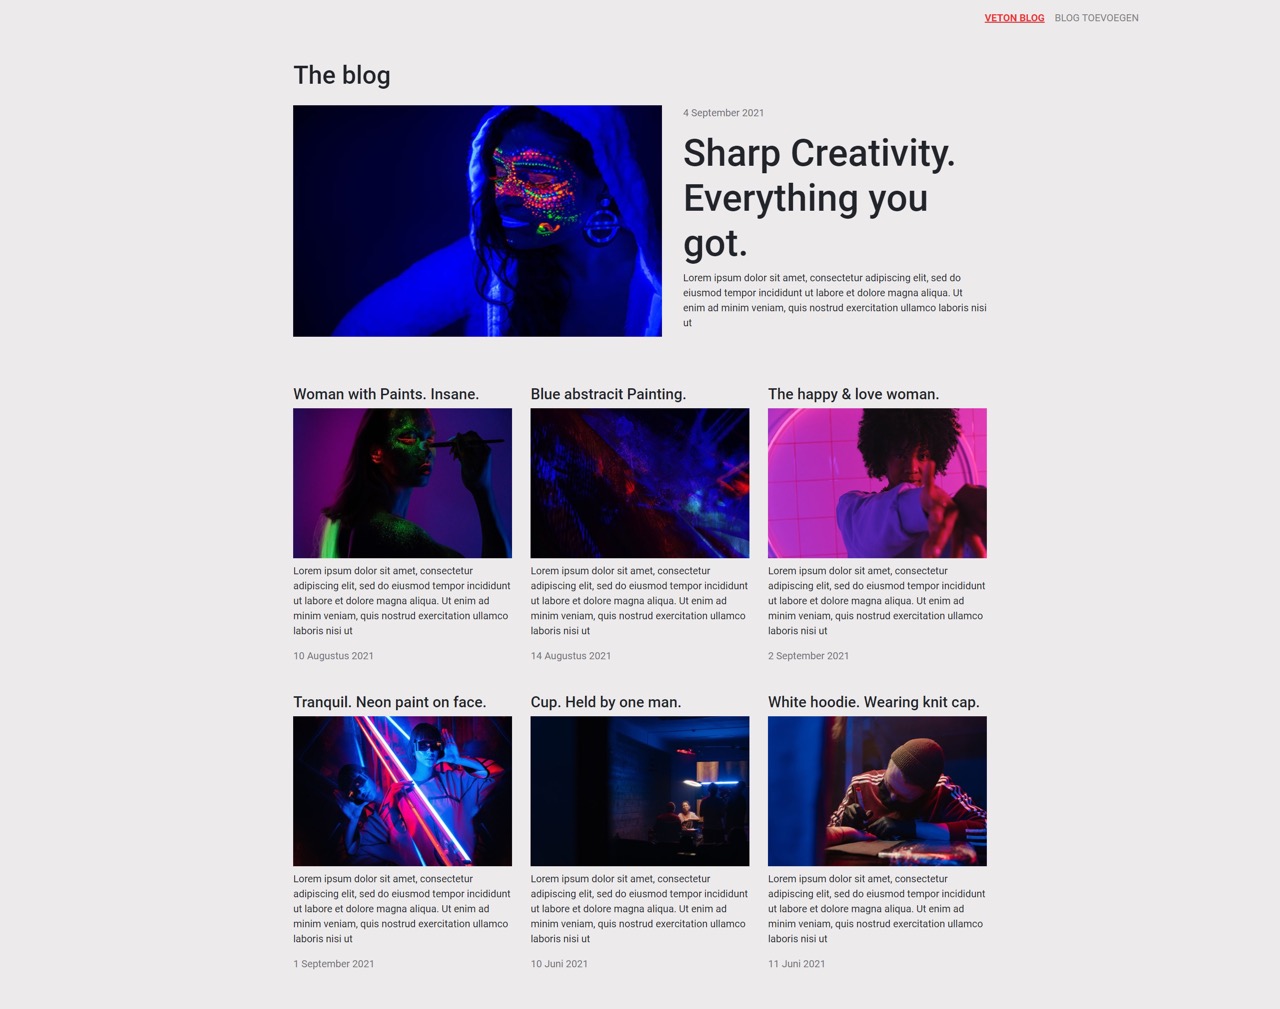 VETON BLOG BLOG TOEVOEGEN
The blog
4 September 2021
Sharp Creativity.
Everything you
got.
Lorem ipsum dolor sit amet, consectetur adipiscing elit, sed do
eiusmod tempor incididunt ut labore et dolore magna aliqua. Ut
enim ad minim veniam, quis nostrud exercitation ullamco laboris nisi
ut
Woman with Paints. Insane.
Lorem ipsum dolor sit amet, consectetur
adipiscing elit, sed do eiusmod tempor incididunt
ut labore et dolore magna aliqua. Ut enim ad
minim veniam, quis nostrud exercitation ullamco
laboris nisi ut
10 Augustus 2021
Blue abstracit Painting.
Lorem ipsum dolor sit amet, consectetur
adipiscing elit, sed do eiusmod tempor incididunt
ut labore et dolore magna aliqua. Ut enim ad
minim veniam, quis nostrud exercitation ullamco
laboris nisi ut
14 Augustus 2021
The happy & love woman.
Lorem ipsum dolor sit amet, consectetur
adipiscing elit, sed do eiusmod tempor incididunt
ut labore et dolore magna aliqua. Ut enim ad
minim veniam, quis nostrud exercitation ullamco
laboris nisi ut
2 September 2021
Tranquil. Neon paint on face.
Lorem ipsum dolor sit amet, consectetur
adipiscing elit, sed do eiusmod tempor incididunt
ut labore et dolore magna aliqua. Ut enim ad
minim veniam, quis nostrud exercitation ullamco
laboris nisi ut
1 September 2021
Cup. Held by one man.
Lorem ipsum dolor sit amet, consectetur
adipiscing elit, sed do eiusmod tempor incididunt
ut labore et dolore magna aliqua. Ut enim ad
minim veniam, quis nostrud exercitation ullamco
laboris nisi ut
10 Juni 2021
White hoodie. Wearing knit cap.
Lorem ipsum dolor sit amet, consectetur
adipiscing elit, sed do eiusmod tempor incididunt
ut labore et dolore magna aliqua. Ut enim ad
minim veniam, quis nostrud exercitation ullamco
laboris nisi ut
11 Juni 2021